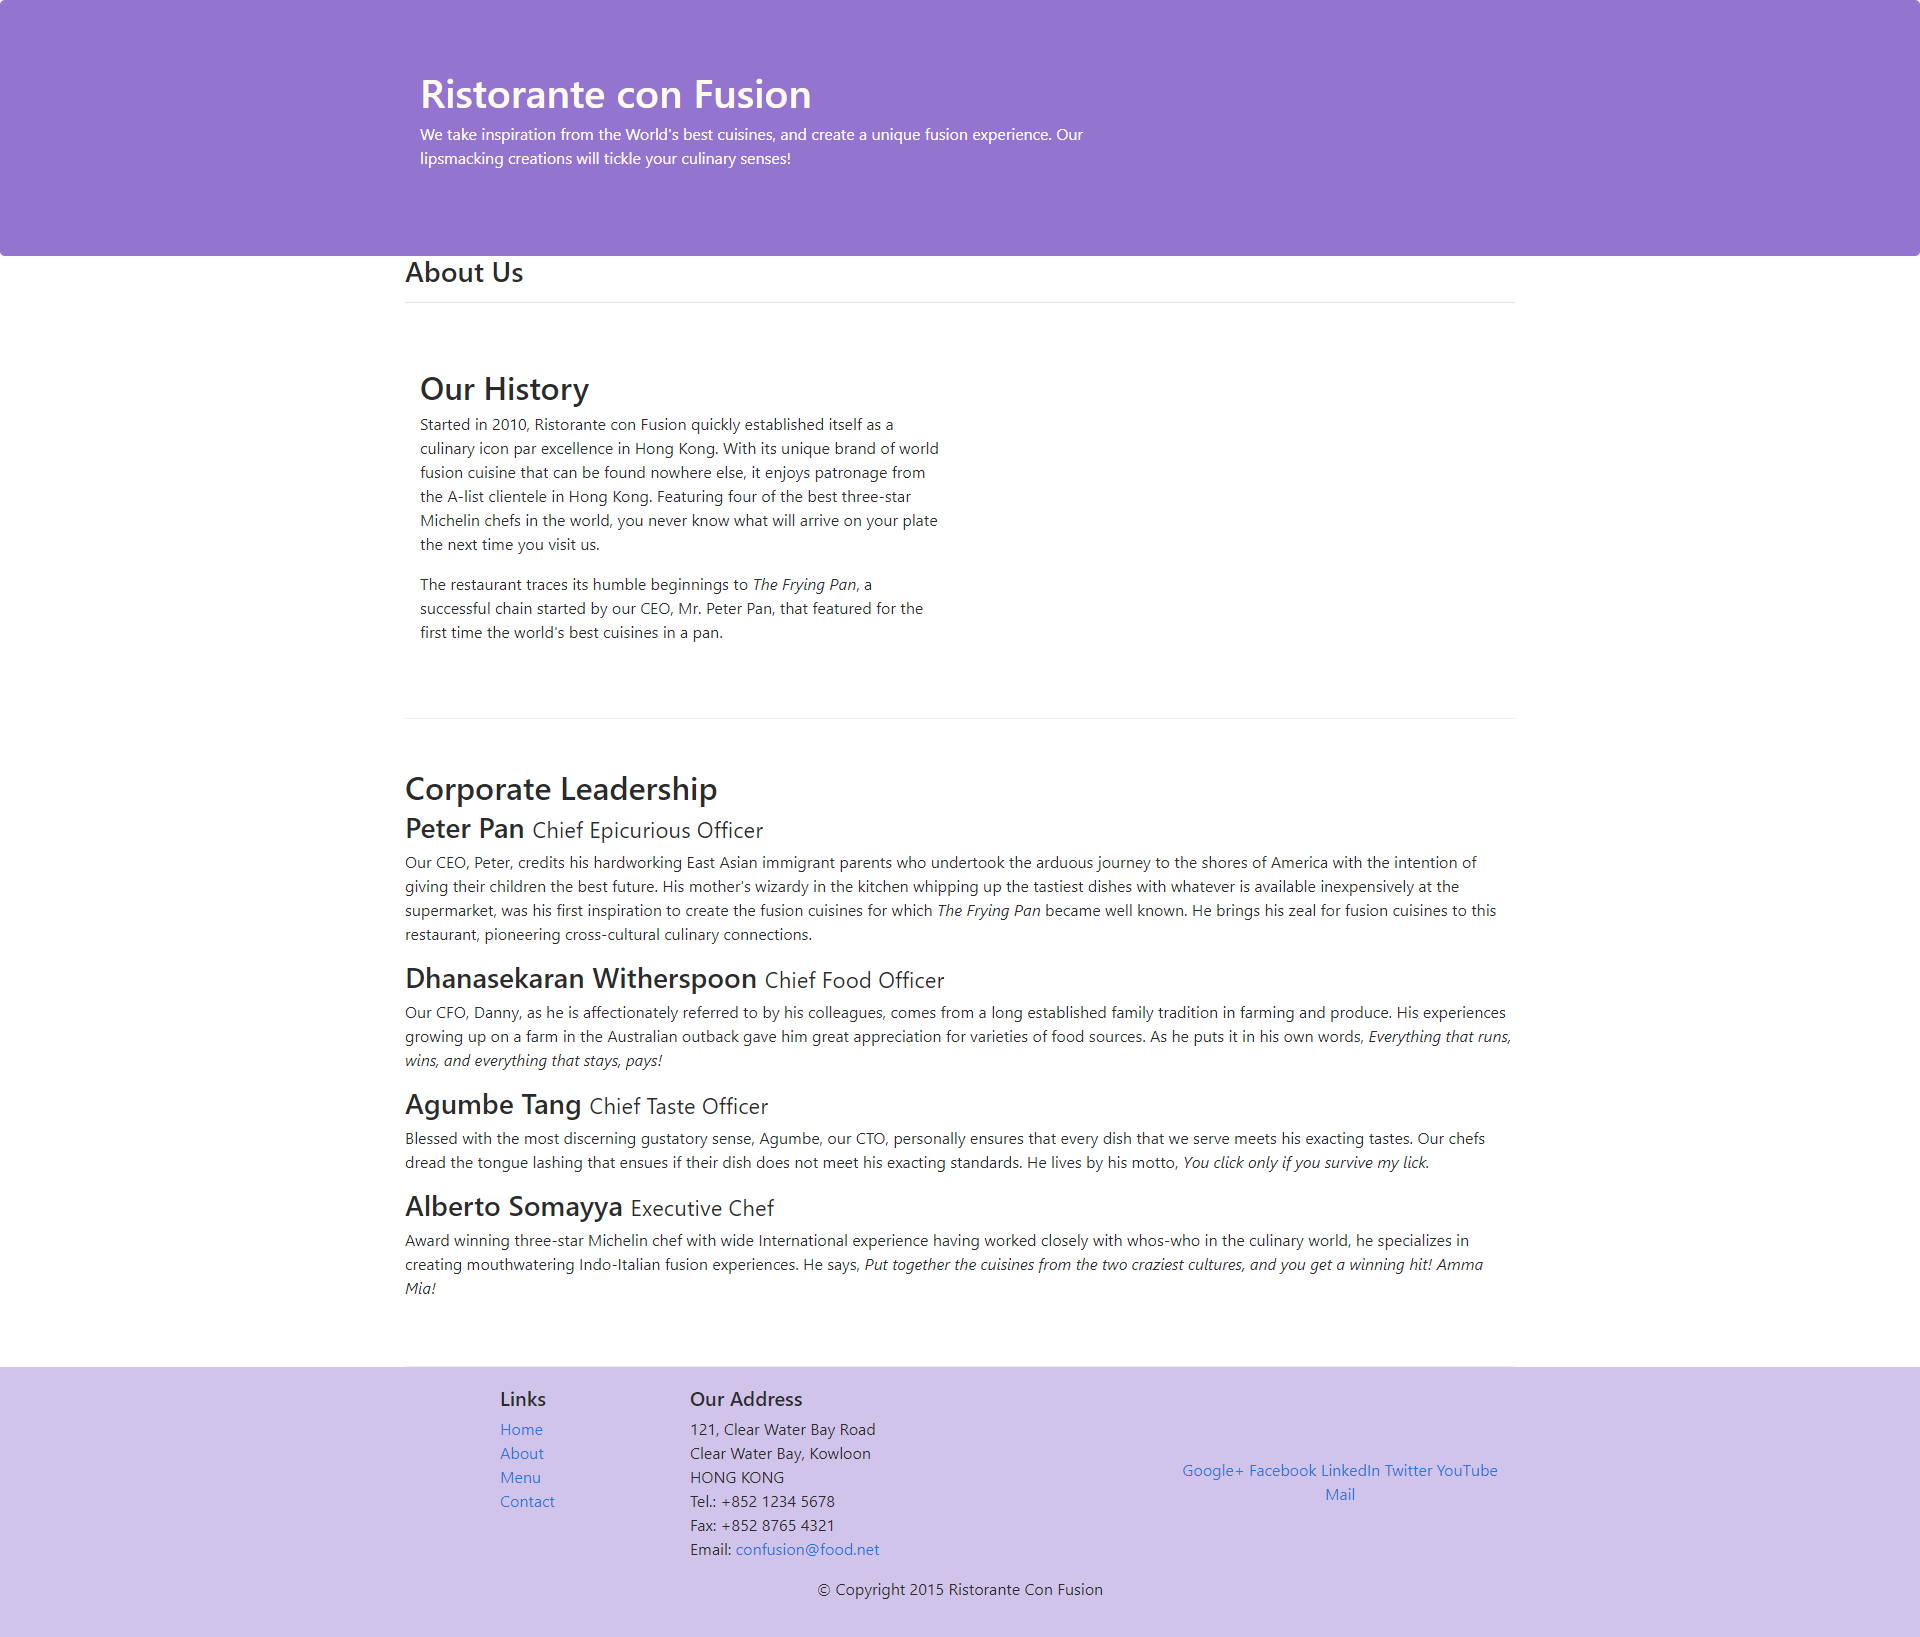 Ristorante con Fusion
We take inspiration from the World's best cuisines, and create a unique fusion experience. Our
lipsmacking creations will tickle your culinary senses!
About Us
Our History
Started in 2010, Ristorante con Fusion quickly established itself as a
culinary icon par excellence in Hong Kong. With its unique brand of world
fusion cuisine that can be found nowhere else, it enjoys patronage from
the A-list clientele in Hong Kong. Featuring four of the best three-star
Michelin chefs in the world, you never know what will arrive on your plate
the next time you visit us.
The restaurant traces its humble beginnings to The Frying Pan, a
successful chain started by our CEO, Mr. Peter Pan, that featured for the
first time the world's best cuisines in a pan.
Corporate Leadership
Peter Pan Chief Epicurious Officer
Our CEO, Peter, credits his hardworking East Asian immigrant parents who undertook the arduous journey to the shores of America with the intention of
giving their children the best future. His mother's wizardy in the kitchen whipping up the tastiest dishes with whatever is available inexpensively at the
supermarket, was his first inspiration to create the fusion cuisines for which The Frying Pan became well known. He brings his zeal for fusion cuisines to this
restaurant, pioneering cross-cultural culinary connections.
Dhanasekaran Witherspoon Chief Food Officer
Our CFO, Danny, as he is affectionately referred to by his colleagues, comes from a long established family tradition in farming and produce. His experiences
growing up on a farm in the Australian outback gave him great appreciation for varieties of food sources. As he puts it in his own words, Everything that runs,
wins, and everything that stays, pays!
Agumbe Tang Chief Taste Officer
Blessed with the most discerning gustatory sense, Agumbe, our CTO, personally ensures that every dish that we serve meets his exacting tastes. Our chefs
dread the tongue lashing that ensues if their dish does not meet his exacting standards. He lives by his motto, You click only if you survive my lick.
Alberto Somayya Executive Chef
Award winning three-star Michelin chef with wide International experience having worked closely with whos-who in the culinary world, he specializes in
creating mouthwatering Indo-Italian fusion experiences. He says, Put together the cuisines from the two craziest cultures, and you get a winning hit! Amma
Mia!
Links
Home
About
Menu
Contact
Our Address
121, Clear Water Bay Road
Clear Water Bay, Kowloon
HONG KONG
Tel.: +852 1234 5678
Fax: +852 8765 4321
Email: confusion@food.net
Google+ Facebook LinkedIn Twitter YouTube
Mail
© Copyright 2015 Ristorante Con Fusion